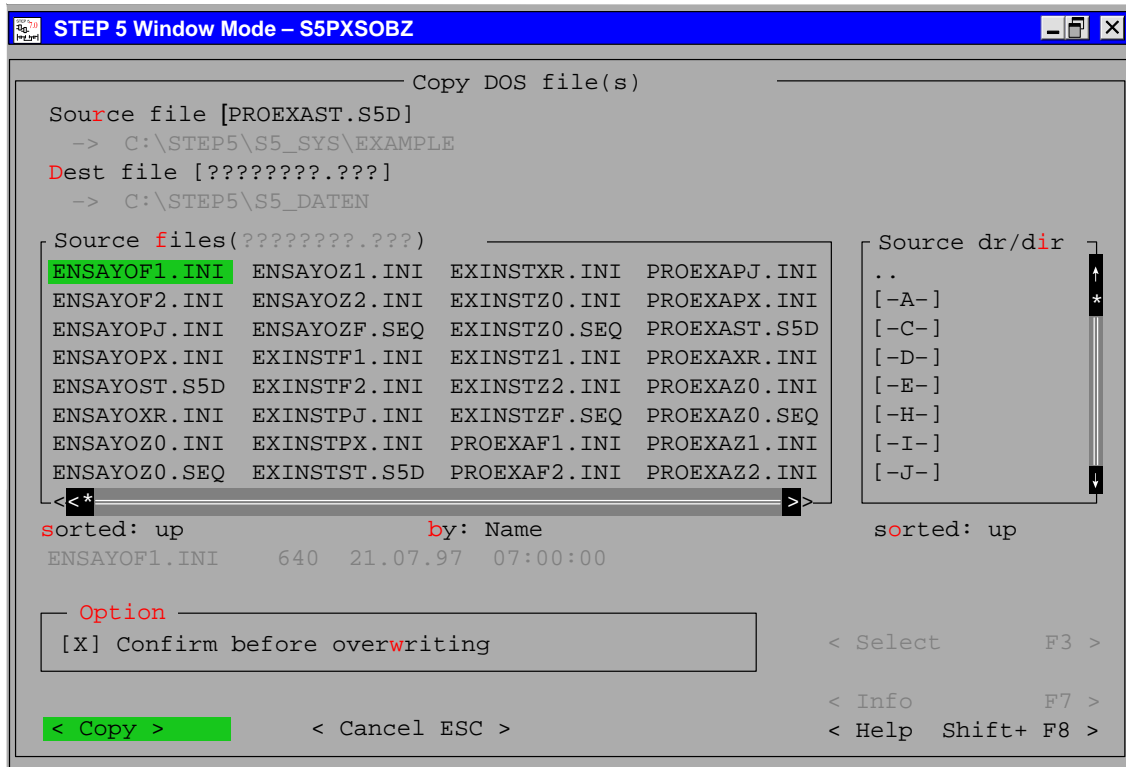 STEP 5 Window Mode – S5PXSOBZ
Copy DOS file(s)
Source file [PROEXAST.S5D]
-> C:\STEP5\S5_SYS\EXAMPLE
Dest file [????????.???]
-> C:\STEP5\S5_DATEN
Source files(????????.???) Source dr/dir
ENSAYOF1.INI ENSAYOZ1.INI EXINSTXR.INI PROEXAPJ.INI ..
ENSAYOF2.INI ENSAYOZ2.INI EXINSTZ0.INI PROEXAPX.INI [-A-]
ENSAYOPJ.INI ENSAYOZF.SEQ EXINSTZ0.SEQ PROEXAST.S5D [-C-]
ENSAYOPX.INI EXINSTF1.INI EXINSTZ1.INI PROEXAXR.INI [-D-]
ENSAYOST.S5D EXINSTF2.INI EXINSTZ2.INI PROEXAZ0.INI [-E-]
ENSAYOXR.INI EXINSTPJ.INI EXINSTZF.SEQ PROEXAZ0.SEQ [-H-]
ENSAYOZ0.INI EXINSTPX.INI PROEXAF1.INI PROEXAZ1.INI [-I-]
ENSAYOZ0.SEQ EXINSTST.S5D PROEXAF2.INI PROEXAZ2.INI [-J-]
sorted: up by: Name sorted: up
ENSAYOF1.INI 640 21.07.97 07:00:00
Option
[X] Confirm before overwriting
< Select F3 >
< Info F7 >
< Copy > < Cancel ESC > < Help Shift+ F8 >